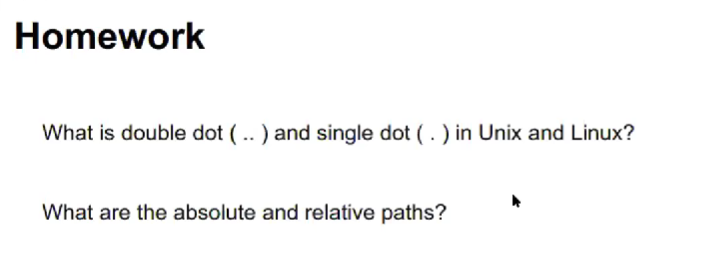 Homework
What is double dot ( .. ) and single dot ( . ) in Unix and Linux?
What are the absolute and relative paths?